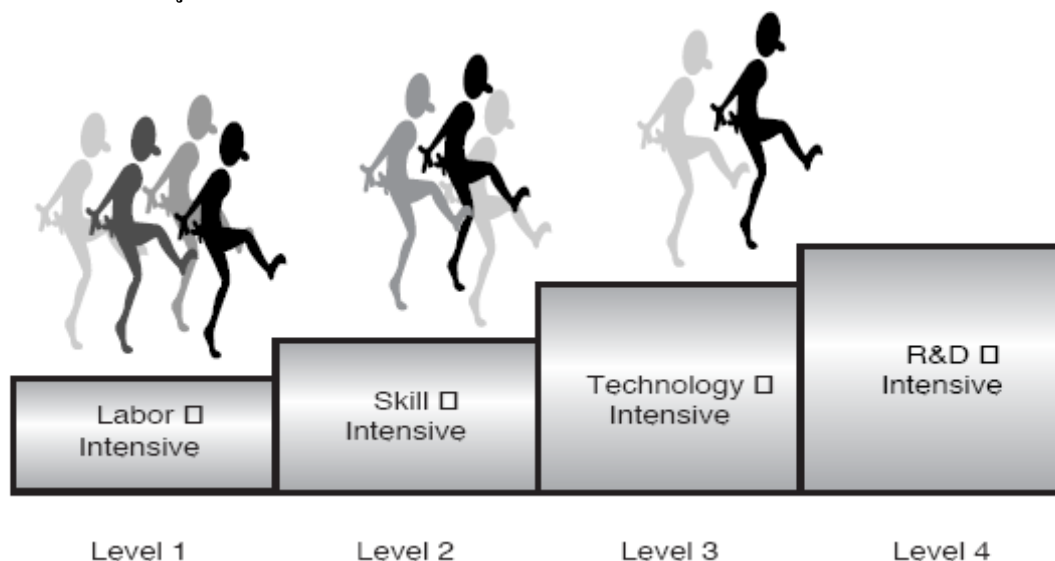 Labor □
Intensive
Skill □
Intensive
Technology □
Intensive
R&D □
Intensive
Level 1
Level 2
Level 3
Level 4